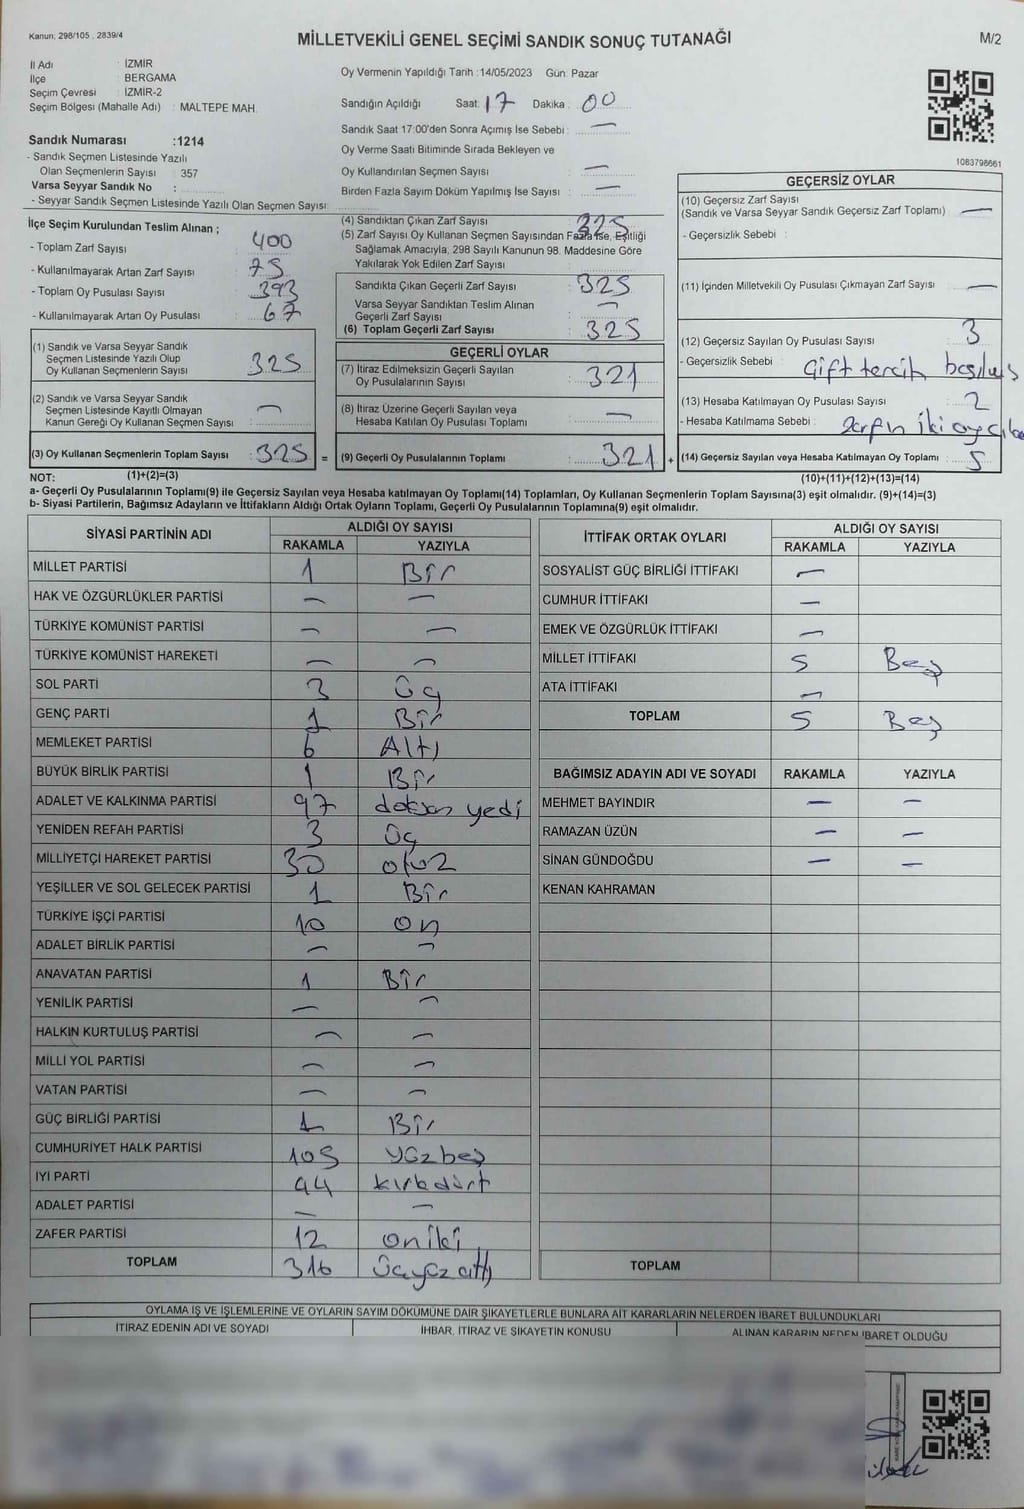 Kanun: 298/105 , 2839/4
MİLLETVEKİLİ GENEL SEÇİMİ SANDIK SONUÇ TUTANAĞI
M/2
İl Adı : İZMİR
İlçe : BERGAMA
Seçim Çevresi : İZMİR-2
Seçim Bölgesi (Mahalle Adı) : MALTEPE MAH.
Sandık Numarası :1214
- Sandık Seçmen Listesinde Yazılı
Olan Seçmenlerin Sayısı : 357
Varsa Seyyar Sandık No :
- Seyyar Sandık Seçmen Listesinde Yazılı Olan Seçmen Sayısı:
Oy Vermenin Yapıldığı Tarih :14/05/2023 Gün: Pazar
Sandığın Açıldığı Saat: 17 Dakika : 00
Sandık Saat 17:00'den Sonra Açımış İse Sebebi : —
Oy Verme Saati Bitiminde Sırada Bekleyen ve
Oy Kullandırılan Seçmen Sayısı : —
Birden Fazla Sayım Döküm Yapılmış İse Sayısı : —
1083798661
İlçe Seçim Kurulundan Teslim Alınan ;
- Toplam Zarf Sayısı : 400
- Kullanılmayarak Artan Zarf Sayısı : 75
- Toplam Oy Pusulası Sayısı : 393
- Kullanılmayarak Artan Oy Pusulası : 67
(1) Sandık ve Varsa Seyyar Sandık
Seçmen Listesinde Yazılı Olup
Oy Kullanan Seçmenlerin Sayısı : 325
(2) Sandık ve Varsa Seyyar Sandık
Seçmen Listesinde Kayıtlı Olmayan
Kanun Gereği Oy Kullanan Seçmen Sayısı : —
(3) Oy Kullanan Seçmenlerin Toplam Sayısı : 325 =
(4) Sandıktan Çıkan Zarf Sayısı : 325
(5) Zarf Sayısı Oy Kullanan Seçmen Sayısından Fazla İse, Eşitliği
Sağlamak Amacıyla, 298 Sayılı Kanunun 98. Maddesine Göre
Yakılarak Yok Edilen Zarf Sayısı :
Sandıkta Çıkan Geçerli Zarf Sayısı : 325
Varsa Seyyar Sandıktan Teslim Alınan
Geçerli Zarf Sayısı : —
(6) Toplam Geçerli Zarf Sayısı : 325
GEÇERLİ OYLAR
(7) İtiraz Edilmeksizin Geçerli Sayılan
Oy Pusulalarının Sayısı : 321
(8) İtiraz Üzerine Geçerli Sayılan veya
Hesaba Katılan Oy Pusulası Toplamı : —
(9) Geçerli Oy Pusulalarının Toplamı : 321 +
GEÇERSİZ OYLAR
(10) Geçersiz Zarf Sayısı
(Sandık ve Varsa Seyyar Sandık Geçersiz Zarf Toplamı) : —
- Geçersizlik Sebebi :
(11) İçinden Milletvekili Oy Pusulası Çıkmayan Zarf Sayısı : —
(12) Geçersiz Sayılan Oy Pusulası Sayısı : 3
- Geçersizlik Sebebi : Çift tercih
(13) Hesaba Katılmayan Oy Pusulası Sayısı : 2
- Hesaba Katılmama Sebebi : iki oy
(14) Geçersiz Sayılan veya Hesaba Katılmayan Oy Toplamı : 5
NOT: (1)+(2)=(3) (10)+(11)+(12)+(13)=(14)
a- Geçerli Oy Pusulalarının Toplamı(9) ile Geçersiz Sayılan veya Hesaba katılmayan Oy Toplamı(14) Toplamları, Oy Kullanan Seçmenlerin Toplam Sayısına(3) eşit olmalıdır. (9)+(14)=(3)
b- Siyasi Partilerin, Bağımsız Adayların ve İttifakların Aldığı Ortak Oyların Toplamı, Geçerli Oy Pusulalarının Toplamına(9) eşit olmalıdır.
SİYASİ PARTİNİN ADI ALDIĞI OY SAYISI
RAKAMLA YAZIYLA
MİLLET PARTİSİ 1 Bir
HAK VE ÖZGÜRLÜKLER PARTİSİ — —
TÜRKİYE KOMÜNİST PARTİSİ — —
TÜRKİYE KOMÜNİST HAREKETİ — —
SOL PARTİ 3 Üç
GENÇ PARTİ 1 Bir
MEMLEKET PARTİSİ 6 Altı
BÜYÜK BİRLİK PARTİSİ 1 Bir
ADALET VE KALKINMA PARTİSİ 97 doksan yedi
YENİDEN REFAH PARTİSİ 3 Üç
MİLLİYETÇİ HAREKET PARTİSİ 30 otuz
YEŞİLLER VE SOL GELECEK PARTİSİ 1 Bir
TÜRKİYE İŞÇİ PARTİSİ 10 on
ADALET BİRLİK PARTİSİ — —
ANAVATAN PARTİSİ 1 Bir
YENİLİK PARTİSİ — —
HALKIN KURTULUŞ PARTİSİ — —
MİLLİ YOL PARTİSİ — —
VATAN PARTİSİ — —
GÜÇ BİRLİĞİ PARTİSİ 1 Bir
CUMHURİYET HALK PARTİSİ 105 yüzbeş
İYİ PARTİ 44 kırkdört
ADALET PARTİSİ — —
ZAFER PARTİSİ 12 oniki
TOPLAM 316
İTTİFAK ORTAK OYLARI ALDIĞI OY SAYISI
RAKAMLA YAZIYLA
SOSYALİST GÜÇ BİRLİĞİ İTTİFAKI —
CUMHUR İTTİFAKI —
EMEK VE ÖZGÜRLÜK İTTİFAKI —
MİLLET İTTİFAKI 5 Beş
ATA İTTİFAKI —
TOPLAM 5 Beş
BAĞIMSIZ ADAYIN ADI VE SOYADI RAKAMLA YAZIYLA
MEHMET BAYINDIR — —
RAMAZAN ÜZÜN — —
SİNAN GÜNDOĞDU — —
KENAN KAHRAMAN
TOPLAM
OYLAMA İŞ VE İŞLEMLERİNE VE OYLARIN SAYIM DÖKÜMÜNE DAİR ŞİKAYETLERLE BUNLARA AİT KARARLARIN NELERDEN İBARET BULUNDUKLARI
İTİRAZ EDENİN ADI VE SOYADI İHBAR, İTİRAZ VE ŞİKAYETİN KONUSU ALINAN KARARIN NEDEN İBARET OLDUĞU